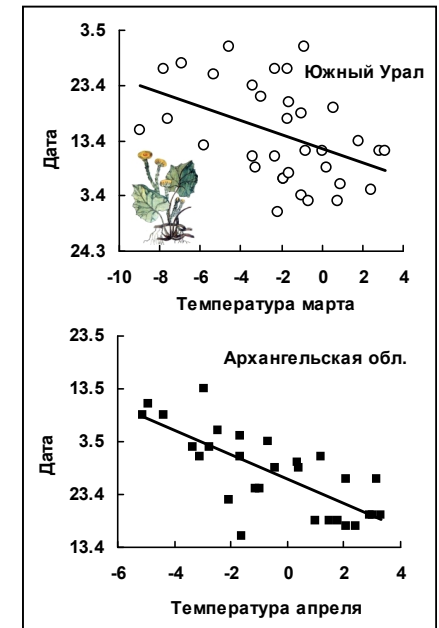 3.5
Южный Урал
23.4
13.4
3.4
24.3
Дата
-10 -8 -6 -4 -2 0 2 4
Температура марта
23.5
Архангельская обл.
13.5
3.5
23.4
13.4
Дата
-6 -4 -2 0 2 4
Температура апреля